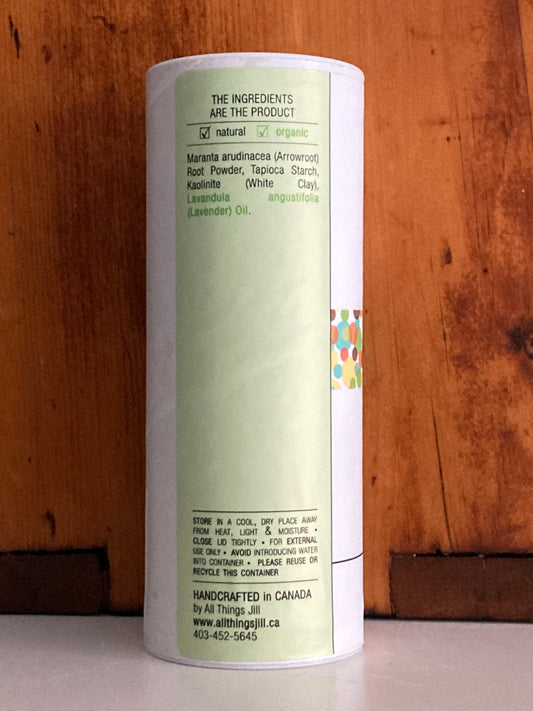 THE INGREDIENTS
ARE THE PRODUCT
natural organic
Maranta arudinacea (Arrowroot)
Root Powder, Tapioca Starch,
Kaolinite (White Clay),
Lavandula angustifolia
(Lavender) Oil.
STORE IN A COOL, DRY PLACE AWAY
FROM HEAT, LIGHT & MOISTURE •
CLOSE LID TIGHTLY • FOR EXTERNAL
USE ONLY • AVOID INTRODUCING WATER
INTO CONTAINER • PLEASE REUSE OR
RECYCLE THIS CONTAINER
HANDCRAFTED in CANADA
by All Things Jill
www.allthingsjill.ca
403-452-5645